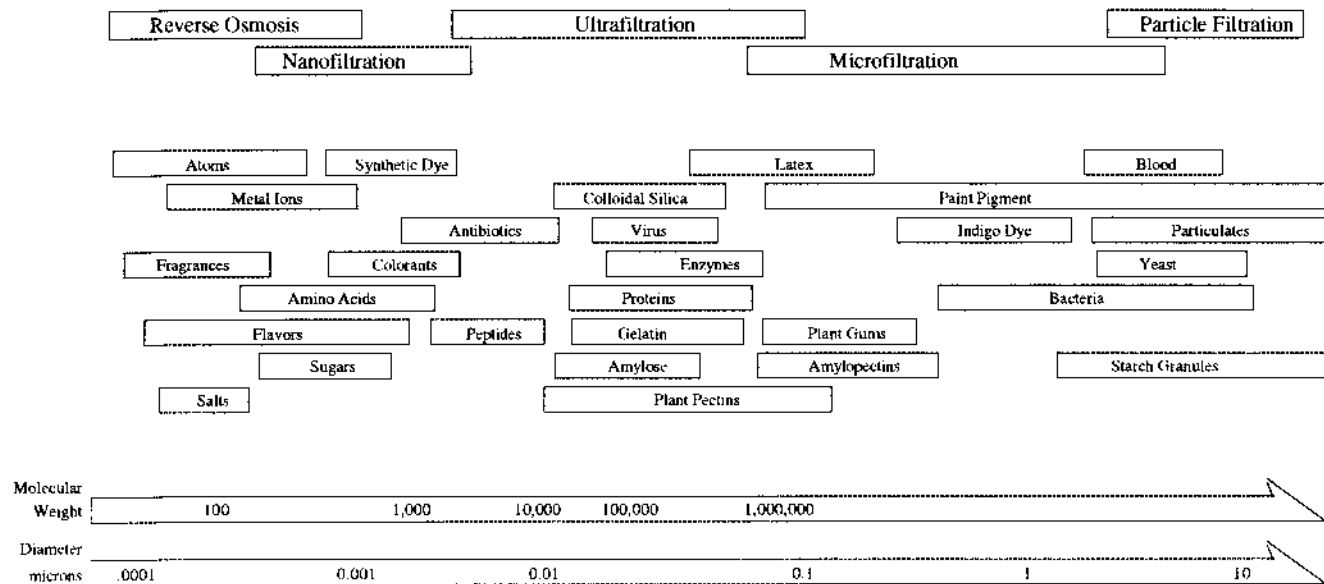 Reverse Osmosis Ultrafiltration Particle Filtration
Nanofiltration Microfiltration
Atoms Synthetic Dye Latex Blood
Metal Ions Colloidal Silica Paint Pigment
Antibiotics Virus Indigo Dye Particulates
Fragrances Colorants Enzymes Yeast
Amino Acids Proteins Bacteria
Flavors Peptides Gelatin Plant Gums
Sugars Amylose Amylopectins Starch Granules
Salts Plant Pectins
Molecular
Weight 100 1,000 10,000 100,000 1,000,000
Diameter
microns .0001 0.001 0.01 0.1 1 10